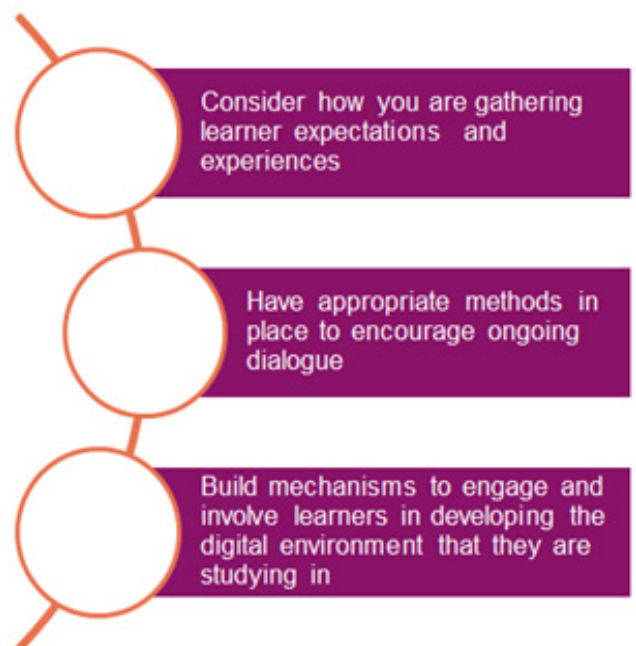 Consider how you are gathering
learner expectations and
experiences
Have appropriate methods in
place to encourage ongoing
dialogue
Build mechanisms to engage and
involve learners in developing the
digital environment that they are
studying in